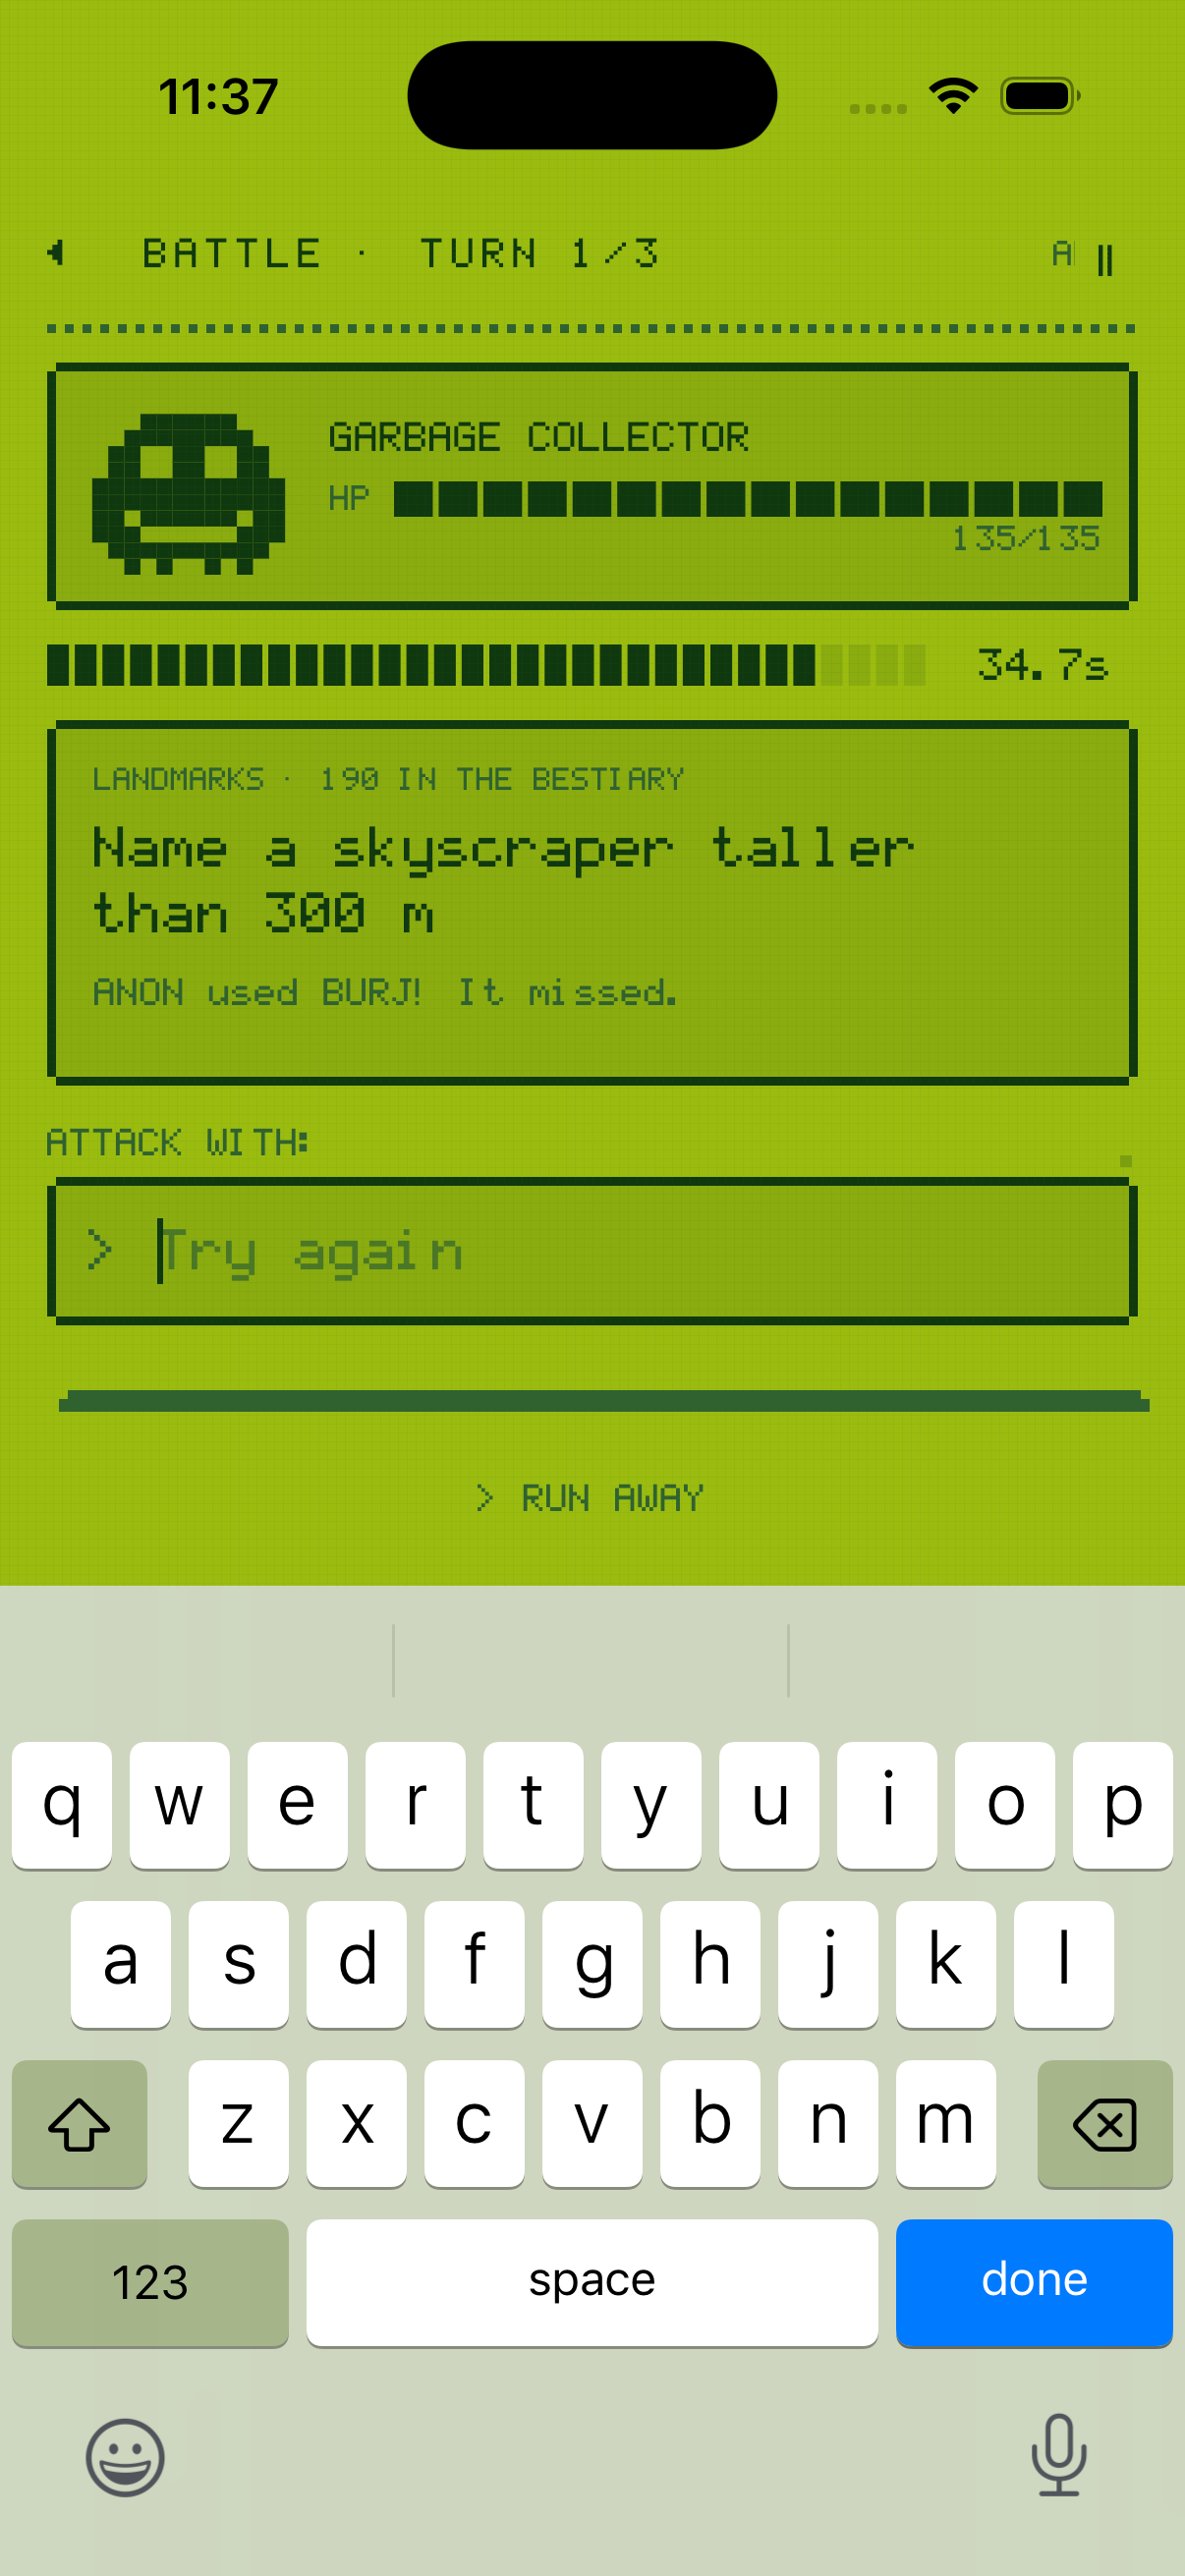 11:37
BATTLE · TURN 1/3
GARBAGE COLLECTOR
HP
135/135
34.7s
LANDMARKS · 190 IN THE BESTIARY
Name a skyscraper taller
than 300 m
ANON used BURJ! It missed.
ATTACK WITH:
> Try again
> RUN AWAY
q w e r t y u i o p
a s d f g h j k l
z x c v b n m
123 space done